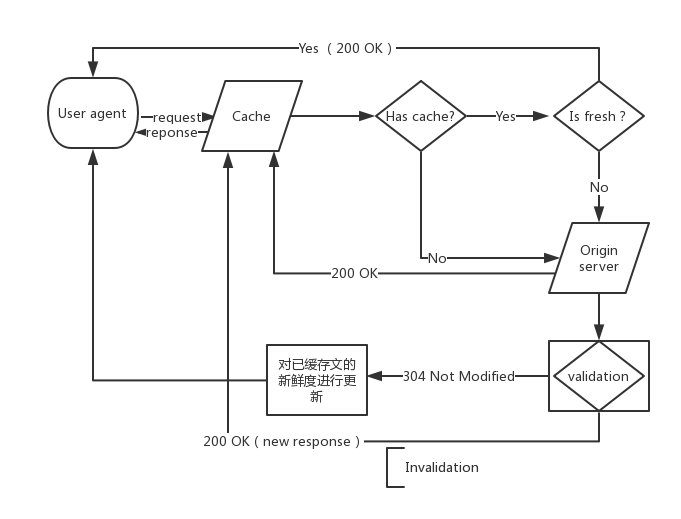 Yes（200 OK）
User agent
request
reponse
Cache
Has cache?
Yes
Is fresh？
No
Origin
server
No
200 OK
对已缓存文的
新鲜度进行更
新
304 Not Modified
validation
200 OK（new response）
Invalidation